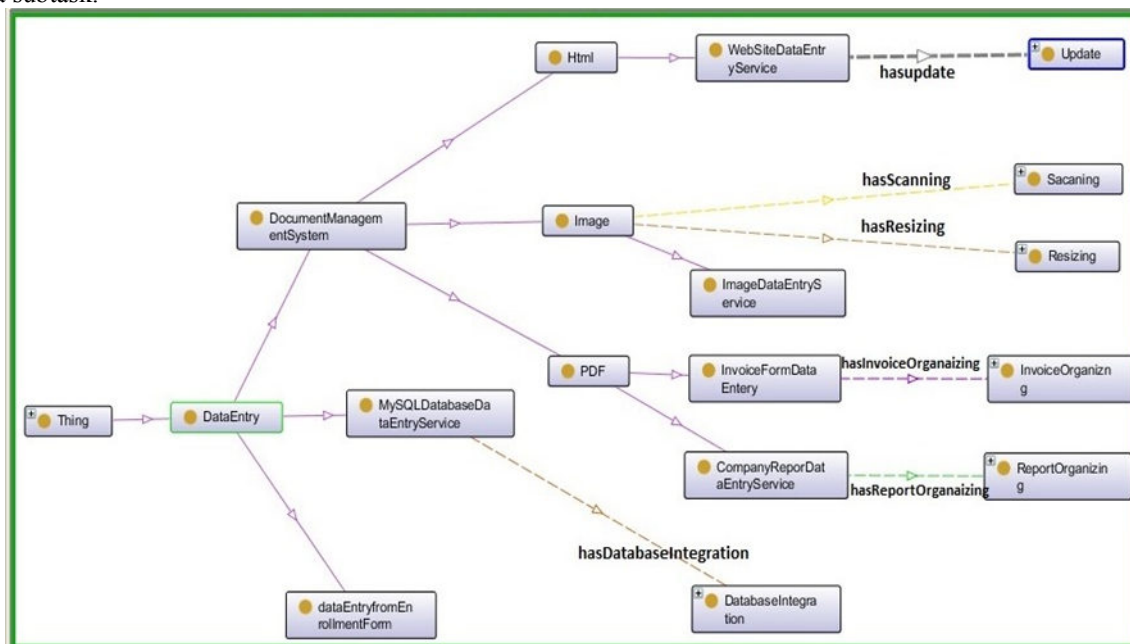 subtask.
Html
WebSiteDataEntr
yService
hasupdate
Update
hasScanning
Sacaning
DocumentManagem
entSystem
Image
hasResizing
Resizing
ImageDataEntryS
ervice
PDF
InvoiceFormData
Entery
hasInvoiceOrganaizing
InvoiceOrganizn
g
Thing
DataEntry
MySQLDatabaseDa
taEntryService
CompanyReporDat
aEntryService
hasReportOrganaizing
ReportOrganizin
g
hasDatabaseIntegration
dataEntryfromEn
rollmentForm
DatabaseIntegra
tion